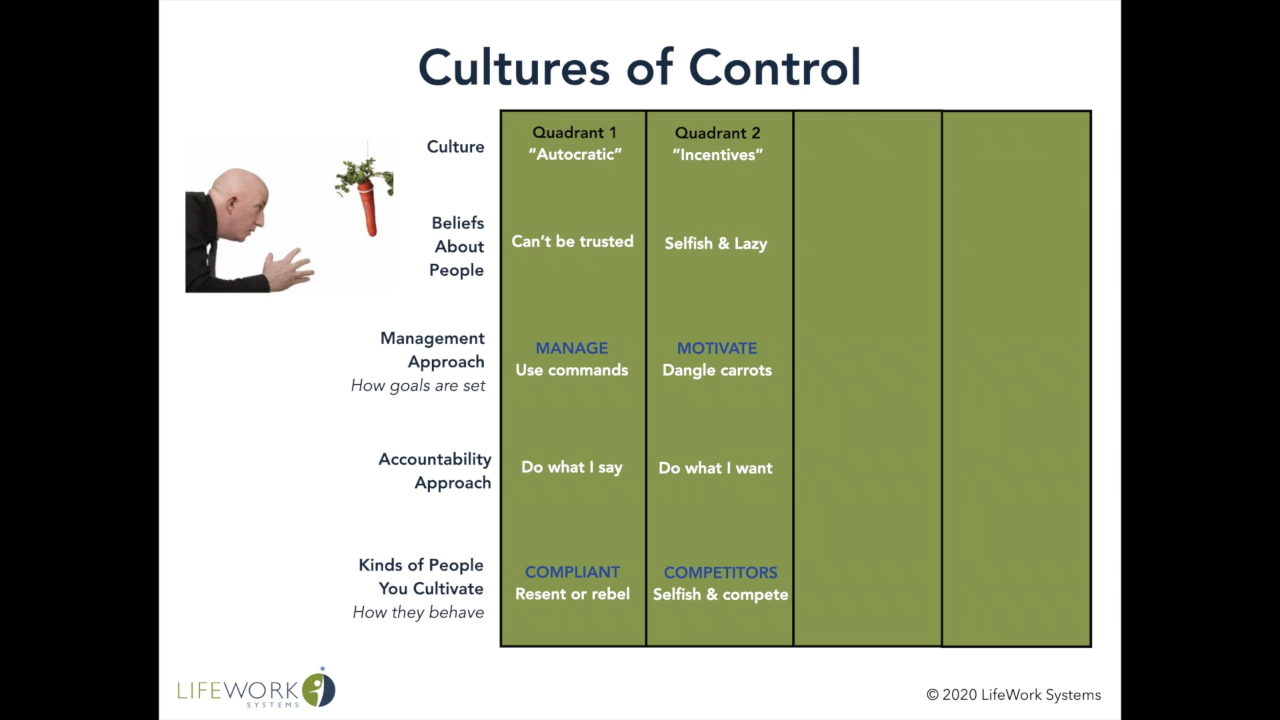 Cultures of Control
Culture
Quadrant 1
"Autocratic"
Quadrant 2
"Incentives"
Beliefs
About
People
Can't be trusted
Selfish & Lazy
Management
Approach
How goals are set
MANAGE
Use commands
MOTIVATE
Dangle carrots
Accountability
Approach
Do what I say
Do what I want
Kinds of People
You Cultivate
How they behave
COMPLIANT
Resent or rebel
COMPETITORS
Selfish & compete
LIFEWORK
SYSTEMS
© 2020 LifeWork Systems